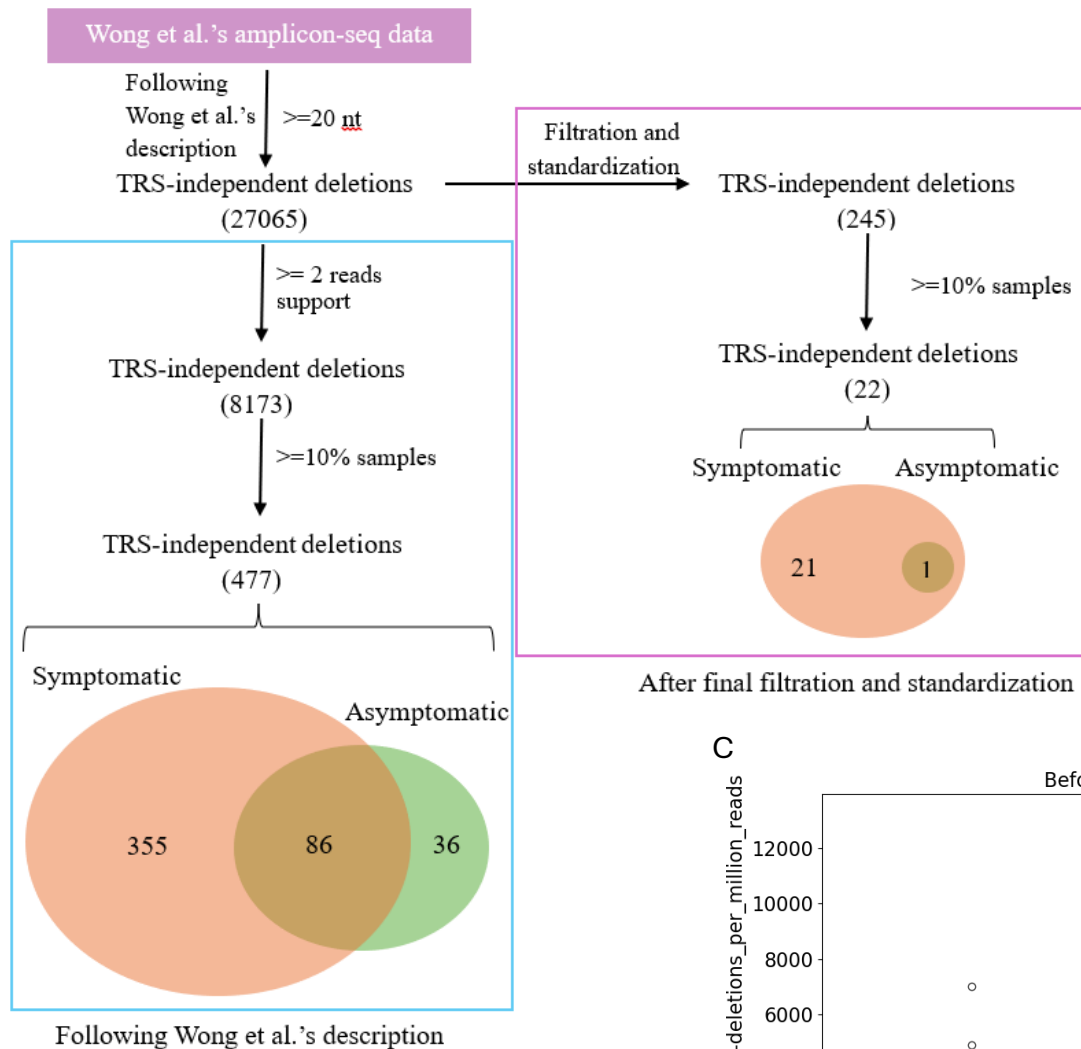 Wong et al.'s amplicon-seq data
Following
Wong et al.'s
description
>=20 nt
TRS-independent deletions
(27065)
>= 2 reads
support
TRS-independent deletions
(8173)
>=10% samples
TRS-independent deletions
(477)
Symptomatic
Asymptomatic
355
86
36
Following Wong et al.'s description
Filtration and
standardization
TRS-independent deletions
(245)
>=10% samples
TRS-independent deletions
(22)
Symptomatic
Asymptomatic
21
1
After final filtration and standardization
C
-deletions_per_million_reads
12000
10000
8000
6000